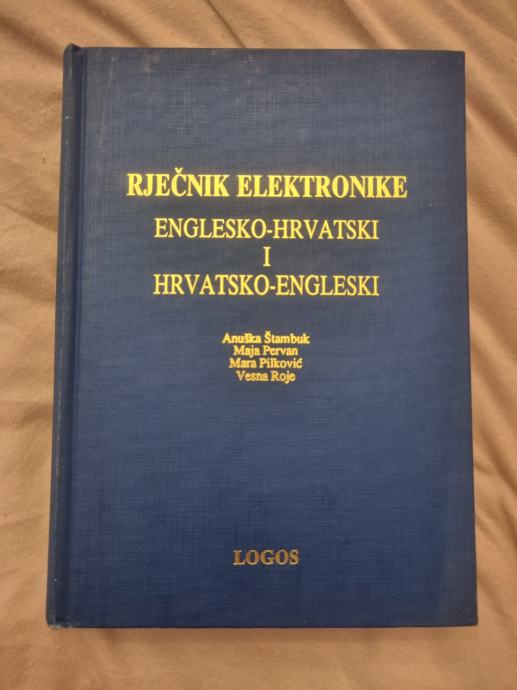 RJEČNIK ELEKTRONIKE
ENGLESKO-HRVATSKI
I
HRVATSKO-ENGLESKI
Anuška Štambuk
Maja Pervan
Mara Pilković
Vesna Roje
LOGOS